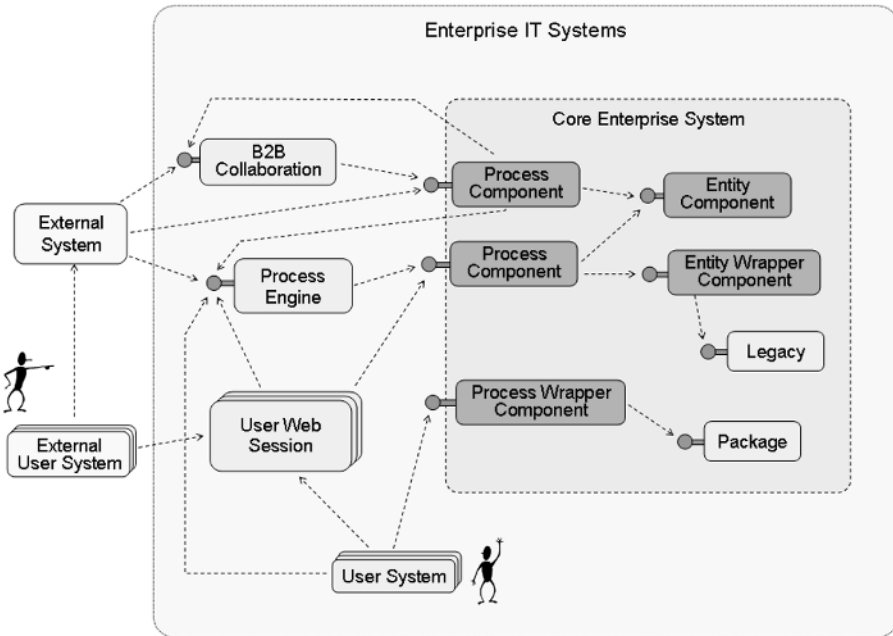 Enterprise IT Systems
Core Enterprise System
B2B
Collaboration
Process
Component
Entity
Component
External
System
Process
Engine
Process
Component
Entity Wrapper
Component
Legacy
User Web
Session
Process Wrapper
Component
External
User System
Package
User System